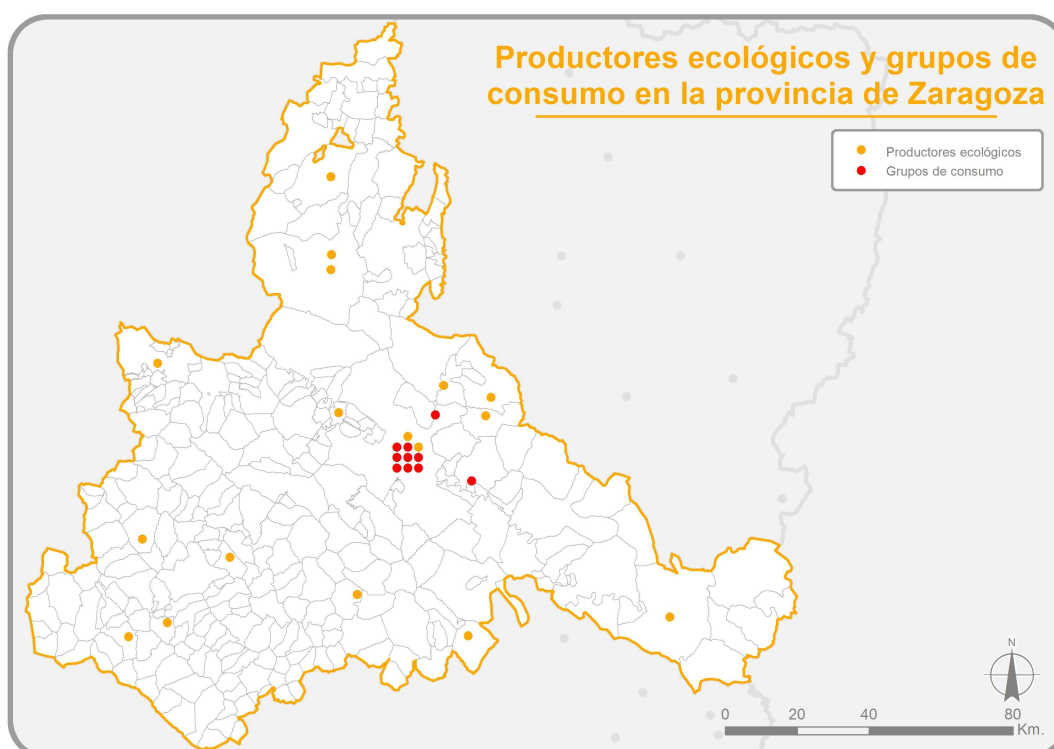 Productores ecológicos y grupos de
consumo en la provincia de Zaragoza
Productores ecológicos
Grupos de consumo
N
0 20 40 80
Km.